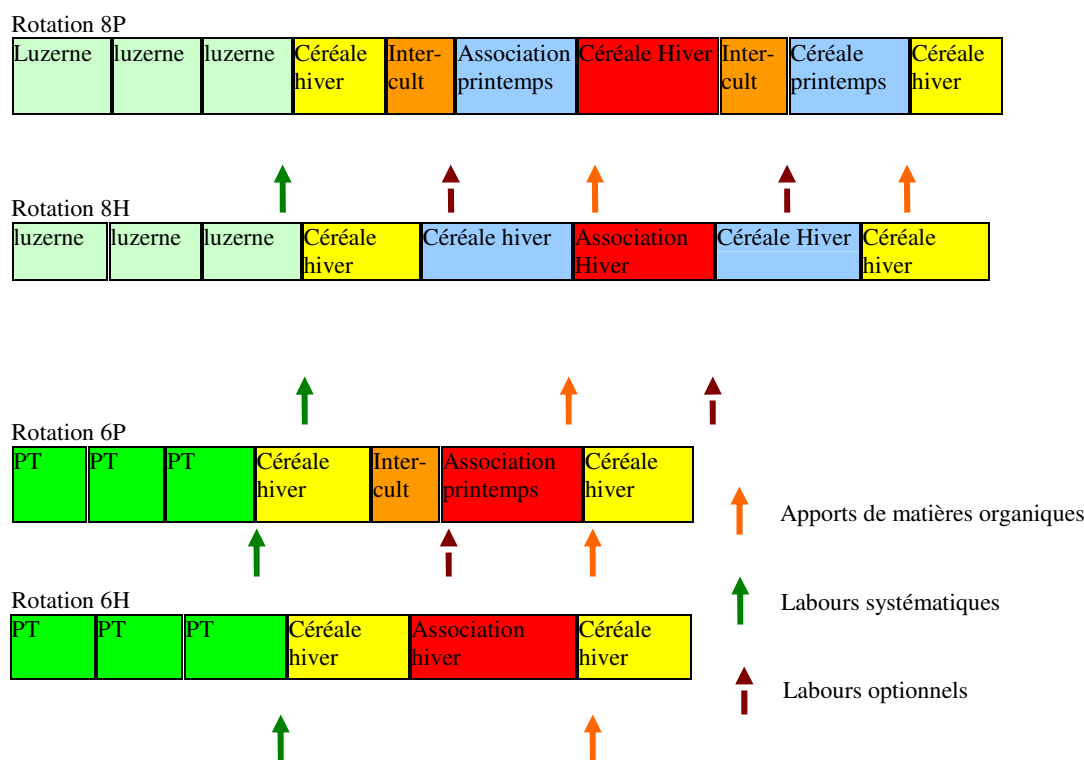 Rotation 8P
Luzerne luzerne luzerne Céréale Inter- Association Céréale Hiver Inter- Céréale Céréale
hiver cult printemps cult printemps hiver
Rotation 8H
luzerne luzerne luzerne Céréale Céréale hiver Association Céréale Hiver Céréale
hiver Hiver hiver
Rotation 6P
PT PT PT Céréale Inter- Association Céréale
hiver cult printemps hiver
Apports de matières organiques
Rotation 6H
Labours systématiques
PT PT PT Céréale Association Céréale
hiver hiver hiver
Labours optionnels